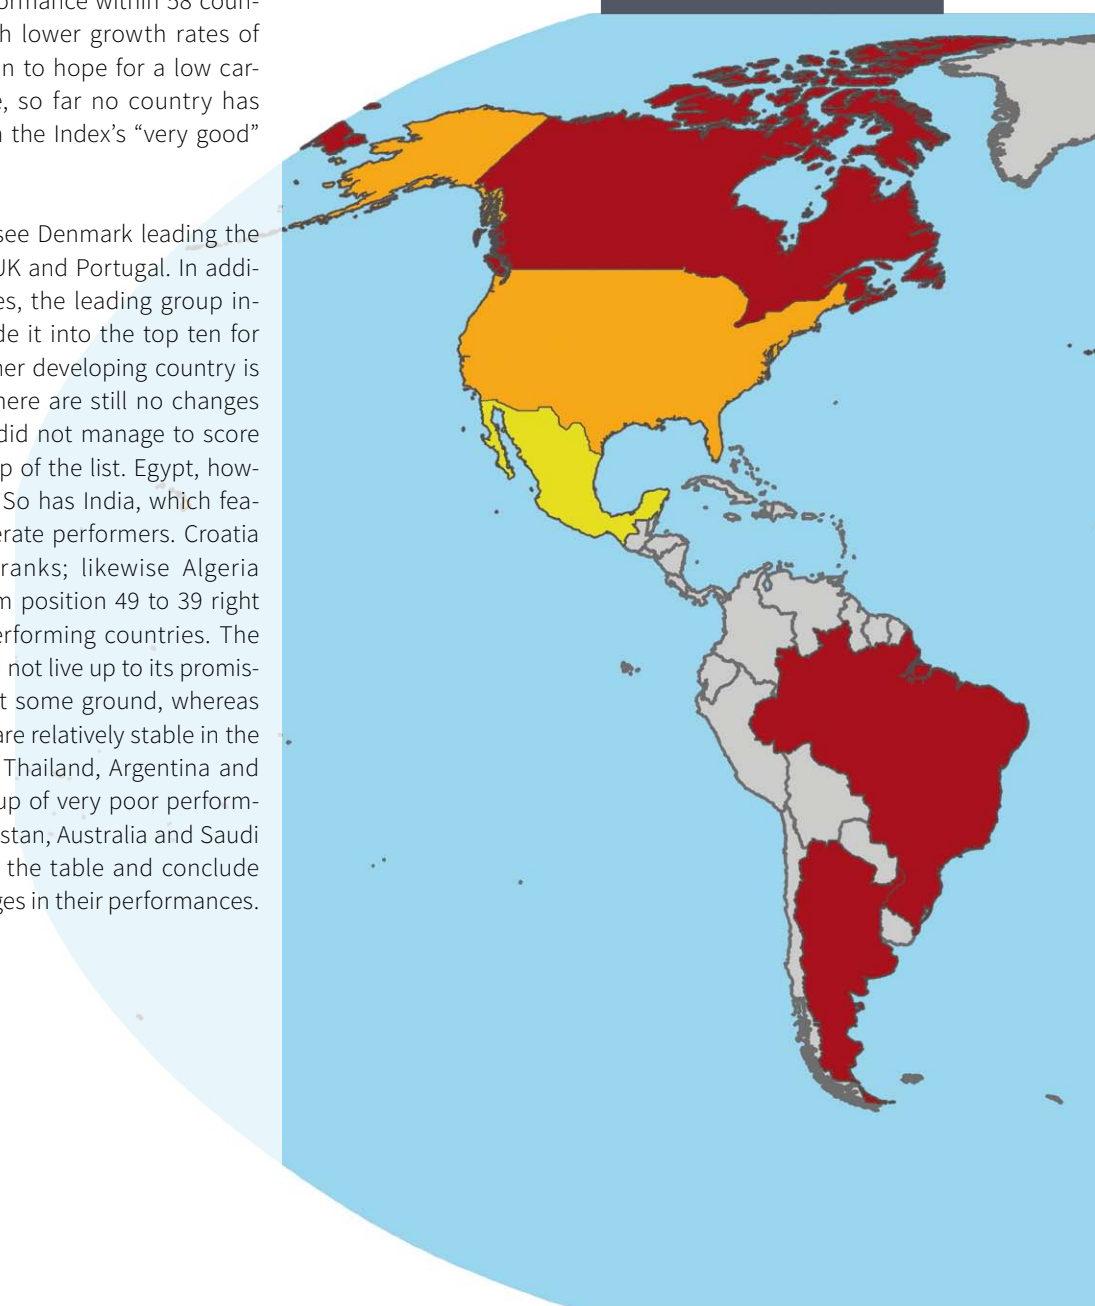 ormance within 58 coun-
h lower growth rates of
n to hope for a low car-
e, so far no country has
n the Index’s “very good”
see Denmark leading the
UK and Portugal. In addi-
es, the leading group in-
de it into the top ten for
her developing country is
here are still no changes
did not manage to score
p of the list. Egypt, how-
So has India, which fea-
erate performers. Croatia
ranks; likewise Algeria
m position 49 to 39 right
erforming countries. The
not live up to its promis-
t some ground, whereas
are relatively stable in the
Thailand, Argentina and
up of very poor perform-
stan, Australia and Saudi
the table and conclude
ges in their performances.